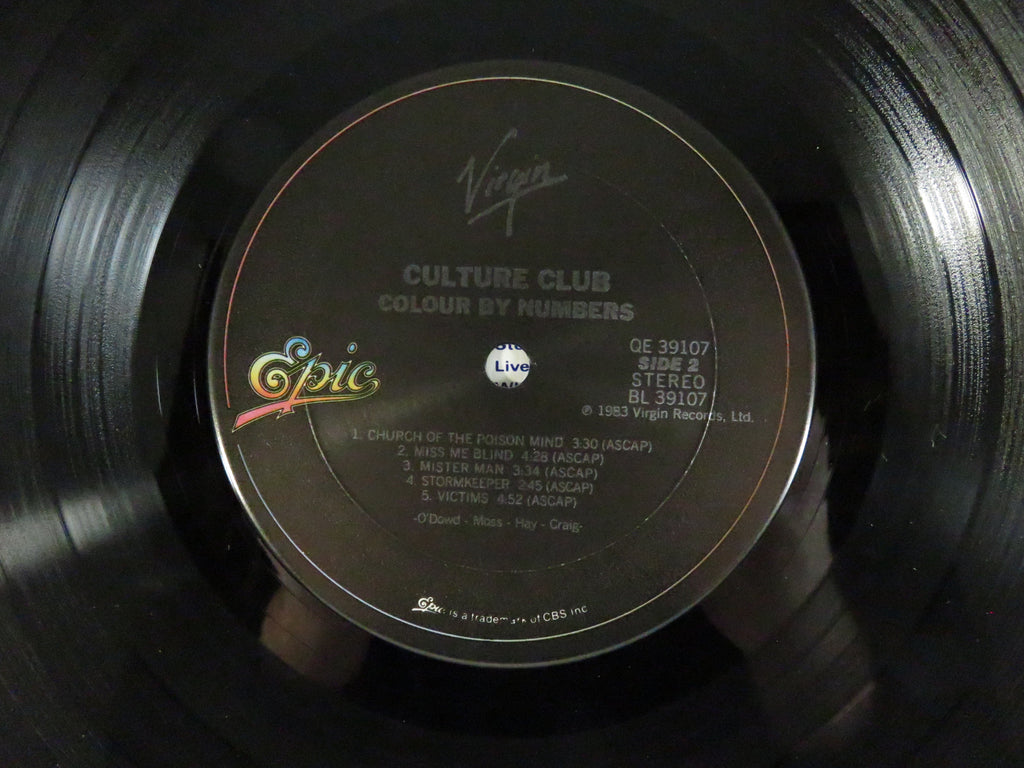 Virgin
CULTURE CLUB
COLOUR BY NUMBERS
Epic
Live
QE 39107
SIDE 2
STEREO
BL 39107
℗ 1983 Virgin Records, Ltd.
1. CHURCH OF THE POISON MIND 3:30 (ASCAP)
2. MISS ME BLIND 4:28 (ASCAP)
3. MISTER MAN 3:34 (ASCAP)
4. STORMKEEPER 2:45 (ASCAP)
5. VICTIMS 4:52 (ASCAP)
-O'Dowd - Moss - Hay - Craig-
Epic is a trademark of CBS Inc